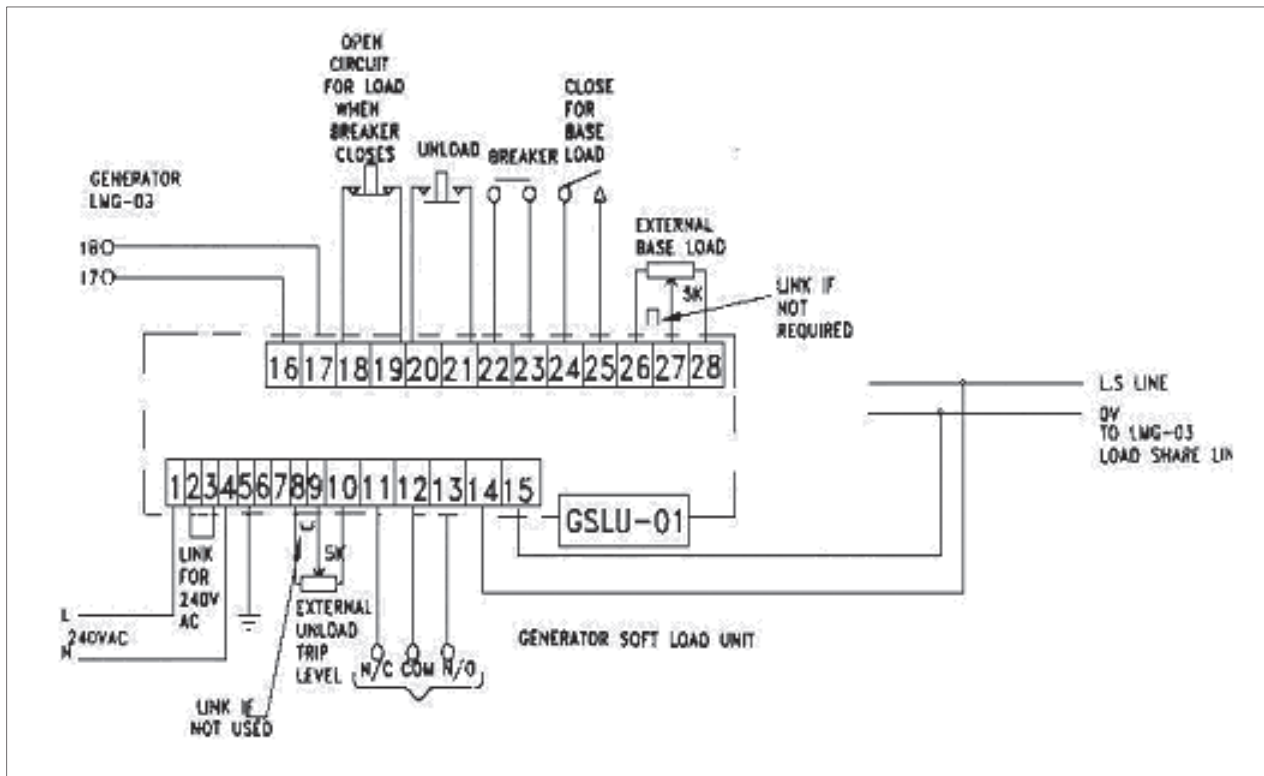 OPEN
CIRCUIT
FOR LOAD
WHEN
BREAKER
CLOSES
UNLOAD
BREAKER
CLOSE
FOR
BASE
LOAD
GENERATOR
LMG-03
18
17
EXTERNAL
BASE LOAD
5K
LINK IF
NOT
REQUIRED
16 17 18 19 20 21 22 23 24 25 26 27 28
L.S LINE
0V
TO LMG-03
LOAD SHARE LIN
1 2 3 4 5 6 7 8 9 10 11 12 13 14 15
GSLU-01
LINK
FOR
240V
AC
5K
EXTERNAL
UNLOAD
TRIP
LEVEL
L
240VAC
N
N/C COM N/O
GENERATOR SOFT LOAD UNIT
LINK IF
NOT USED